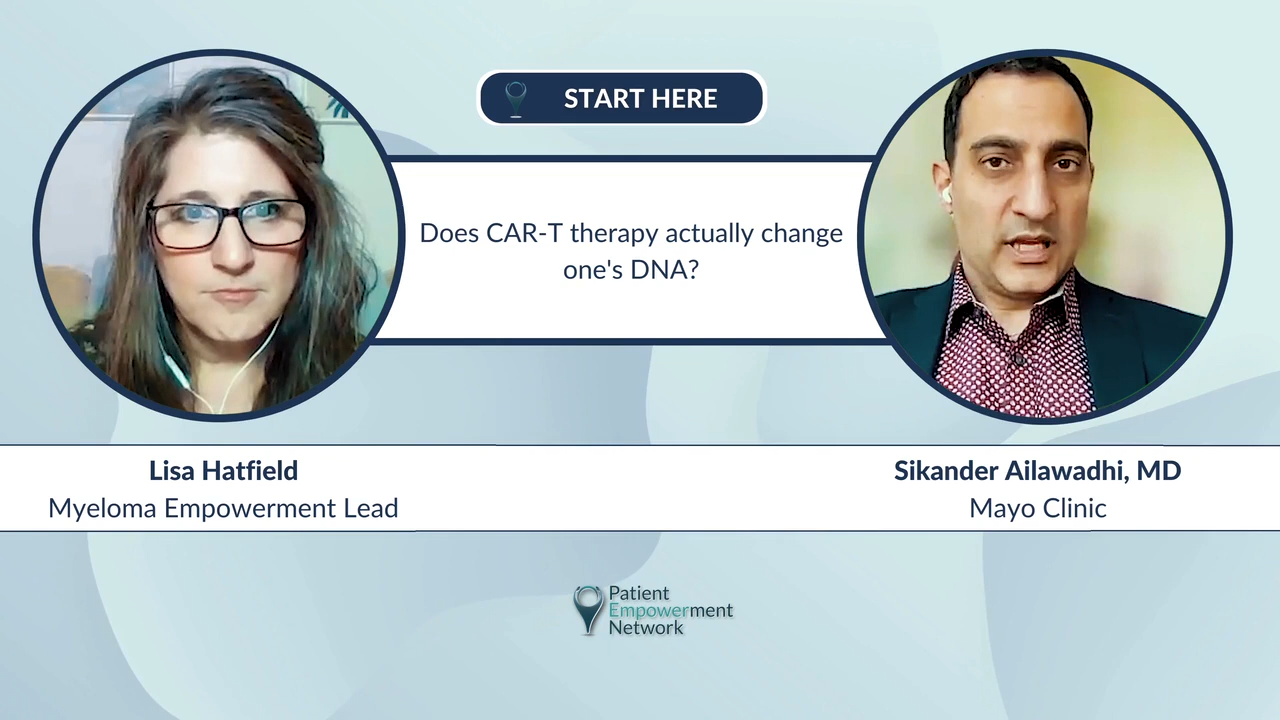 START HERE
Does CAR-T therapy actually change
one's DNA?
Lisa Hatfield
Myeloma Empowerment Lead
Sikander Ailawadhi, MD
Mayo Clinic
Patient
Empowerment
Network